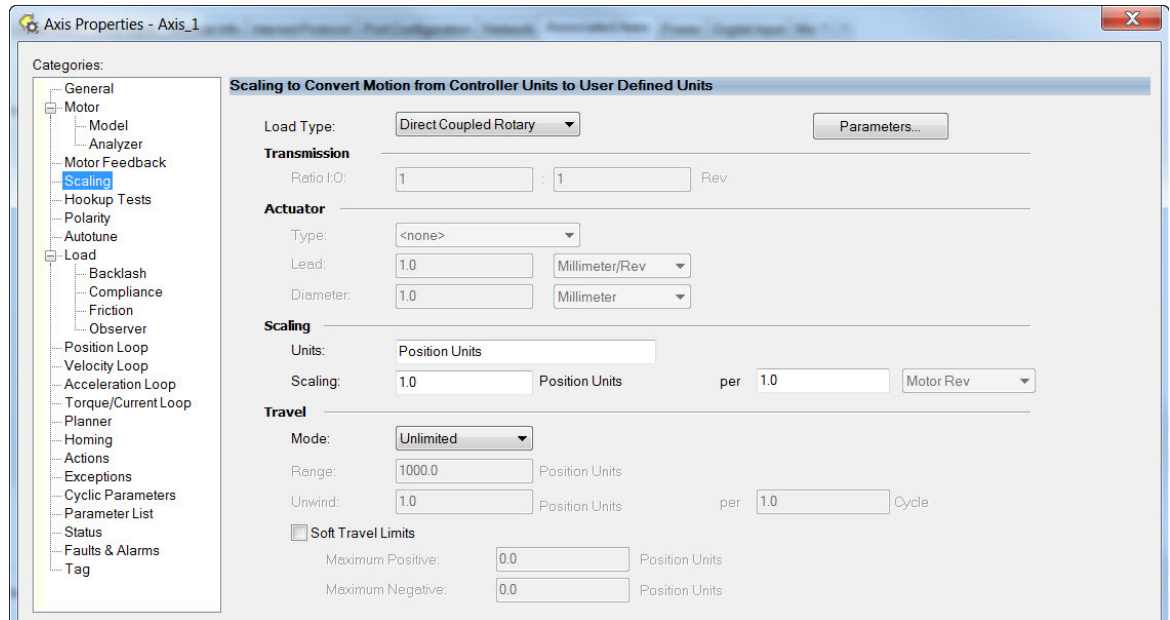 Axis Properties - Axis_1
X
Categories:
General
Motor
Model
Analyzer
Motor Feedback
Scaling
Hookup Tests
Polarity
Autotune
Load
Backlash
Compliance
Friction
Observer
Position Loop
Velocity Loop
Acceleration Loop
Torque/Current Loop
Planner
Homing
Actions
Exceptions
Cyclic Parameters
Parameter List
Status
Faults & Alarms
Tag
Scaling to Convert Motion from Controller Units to User Defined Units
Load Type: Direct Coupled Rotary Parameters...
Transmission
Ratio I:O: 1 : 1 Rev
Actuator
Type: <none>
Lead: 1.0 Millimeter/Rev
Diameter: 1.0 Millimeter
Scaling
Units: Position Units
Scaling: 1.0 Position Units per 1.0 Motor Rev
Travel
Mode: Unlimited
Range: 1000.0 Position Units
Unwind: 1.0 Position Units per 1.0 Cycle
Soft Travel Limits
Maximum Positive: 0.0 Position Units
Maximum Negative: 0.0 Position Units